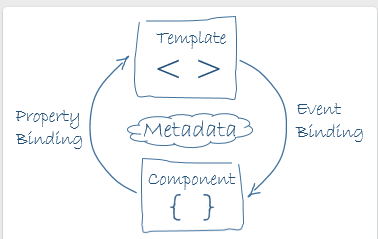 Template
< >
Property
Binding
Metadata
Event
Binding
Component
{ }